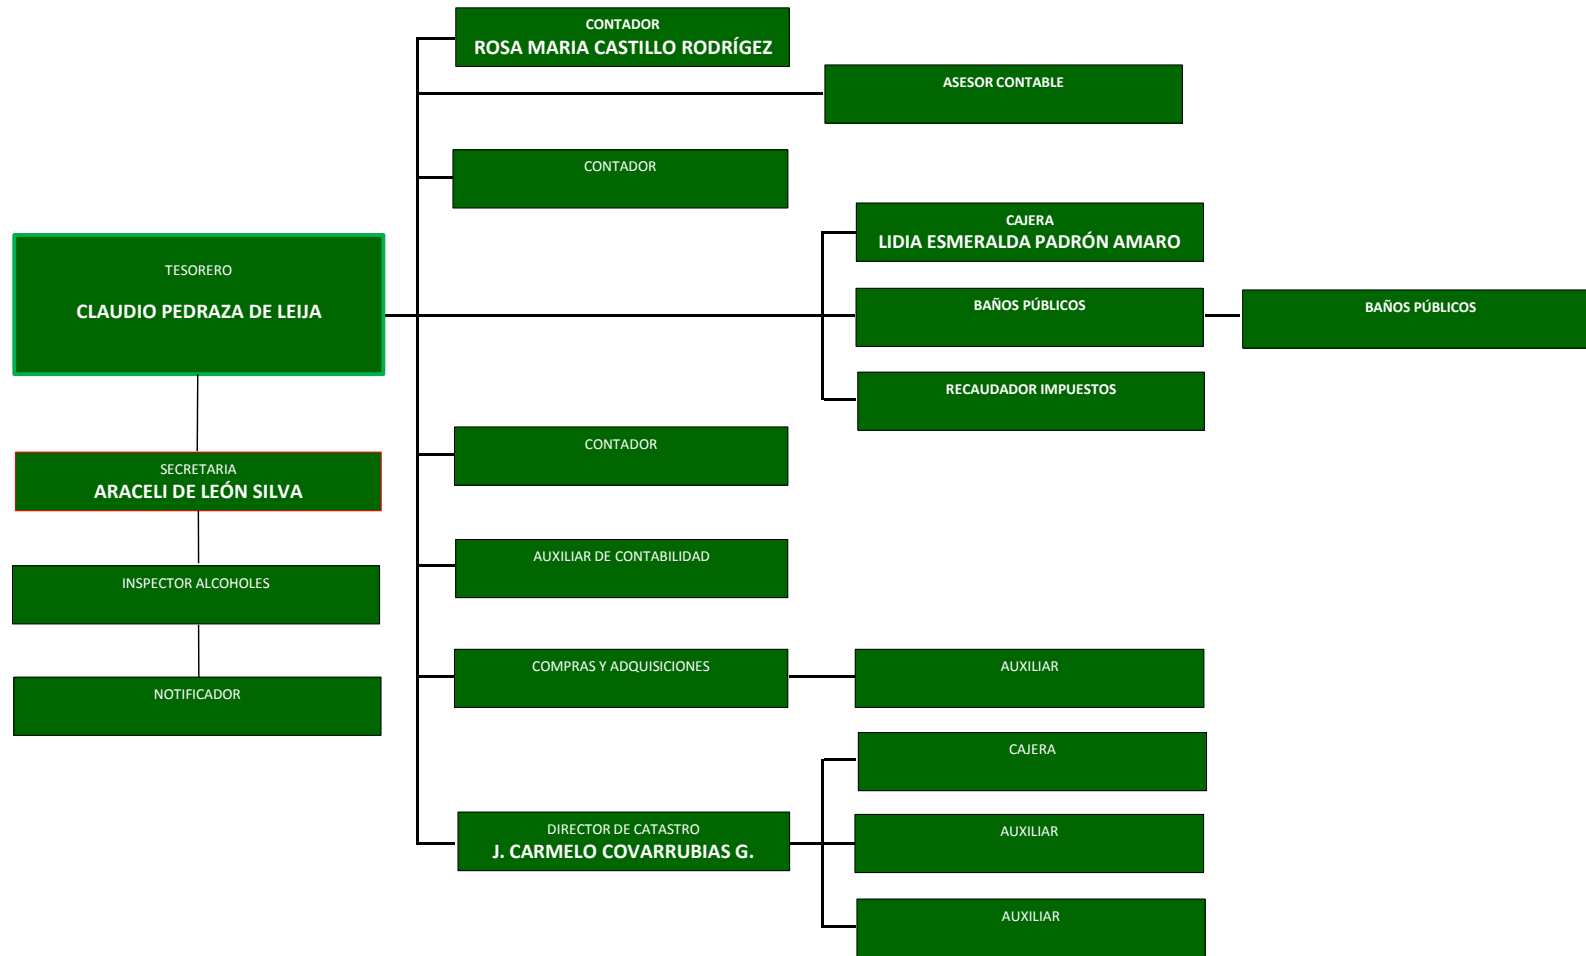 CONTADOR
ROSA MARIA CASTILLO RODRÍGEZ
ASESOR CONTABLE
CONTADOR
CAJERA
LIDIA ESMERALDA PADRÓN AMARO
TESORERO
CLAUDIO PEDRAZA DE LEIJA
BAÑOS PÚBLICOS
BAÑOS PÚBLICOS
RECAUDADOR IMPUESTOS
CONTADOR
SECRETARIA
ARACELI DE LEÓN SILVA
AUXILIAR DE CONTABILIDAD
INSPECTOR ALCOHOLES
COMPRAS Y ADQUISICIONES
AUXILIAR
NOTIFICADOR
CAJERA
DIRECTOR DE CATASTRO
J. CARMELO COVARRUBIAS G.
AUXILIAR
AUXILIAR